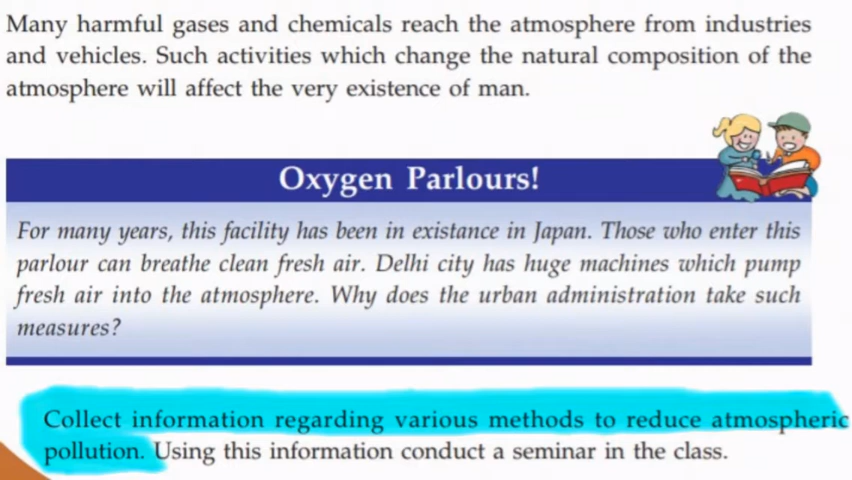 Many harmful gases and chemicals reach the atmosphere from industries
and vehicles. Such activities which change the natural composition of the
atmosphere will affect the very existence of man.
Oxygen Parlours!
For many years, this facility has been in existance in Japan. Those who enter this
parlour can breathe clean fresh air. Delhi city has huge machines which pump
fresh air into the atmosphere. Why does the urban administration take such
measures?
Collect information regarding various methods to reduce atmospheric
pollution. Using this information conduct a seminar in the class.